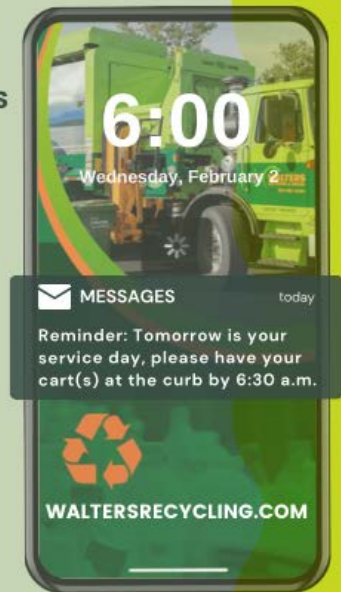 s
6:00
Wednesday, February 2
MESSAGES today
Reminder: Tomorrow is your
service day, please have your
cart(s) at the curb by 6:30 a.m.
WALTERSRECYCLING.COM